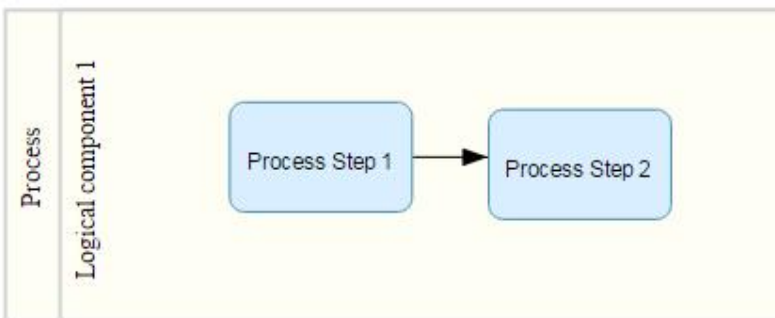 Process
Logical component 1
Process Step 1
Process Step 2